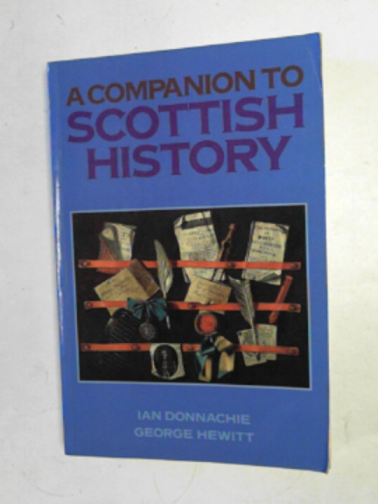 A COMPANION TO
SCOTTISH
HISTORY
IAN DONNACHIE
GEORGE HEWITT